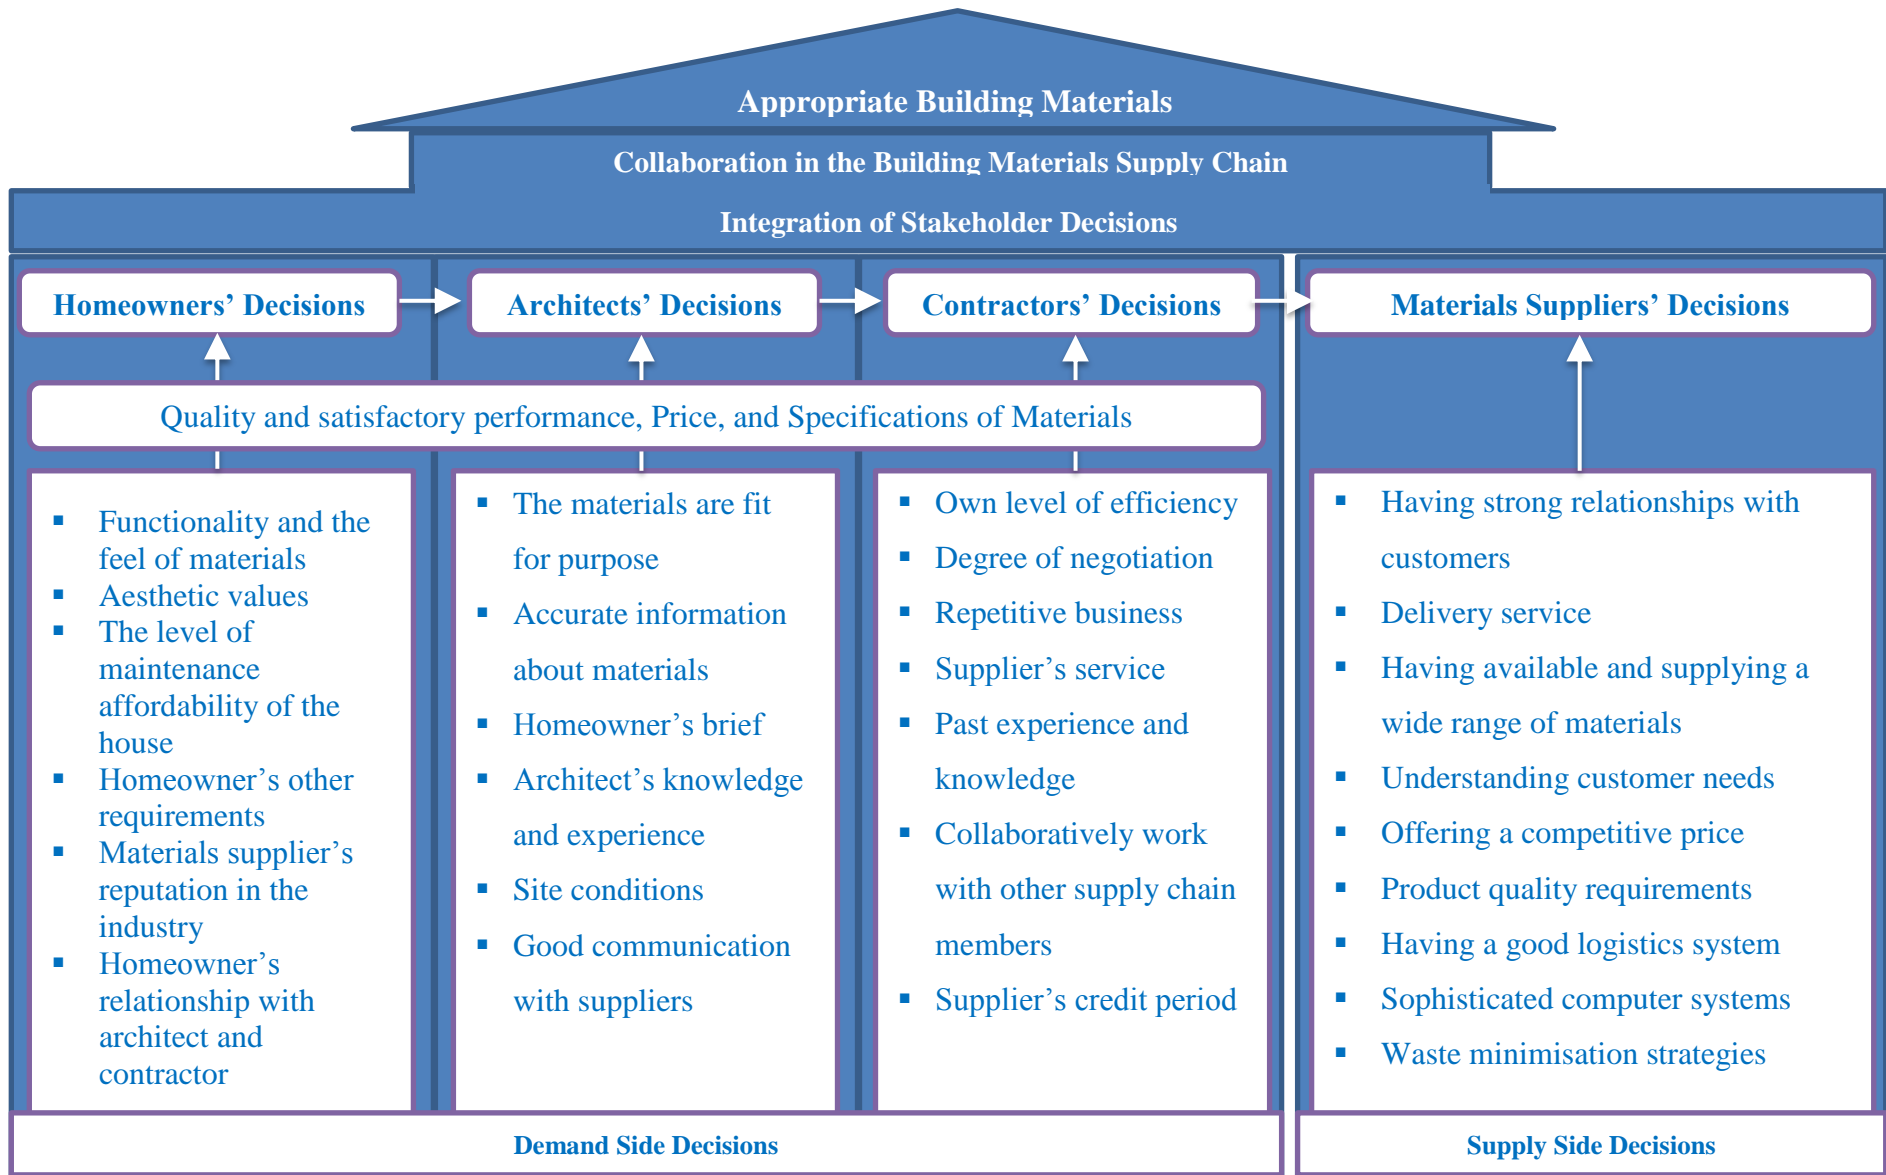 Appropriate Building Materials
Collaboration in the Building Materials Supply Chain
Integration of Stakeholder Decisions
Homeowners’ Decisions
Architects’ Decisions
Contractors’ Decisions
Materials Suppliers’ Decisions
Quality and satisfactory performance, Price, and Specifications of Materials
▪ Functionality and the
feel of materials
▪ Aesthetic values
▪ The level of
maintenance
affordability of the
house
▪ Homeowner’s other
requirements
▪ Materials supplier’s
reputation in the
industry
▪ Homeowner’s
relationship with
architect and
contractor
▪ The materials are fit
for purpose
▪ Accurate information
about materials
▪ Homeowner’s brief
▪ Architect’s knowledge
and experience
▪ Site conditions
▪ Good communication
with suppliers
▪ Own level of efficiency
▪ Degree of negotiation
▪ Repetitive business
▪ Supplier’s service
▪ Past experience and
knowledge
▪ Collaboratively work
with other supply chain
members
▪ Supplier’s credit period
▪ Having strong relationships with
customers
▪ Delivery service
▪ Having available and supplying a
wide range of materials
▪ Understanding customer needs
▪ Offering a competitive price
▪ Product quality requirements
▪ Having a good logistics system
▪ Sophisticated computer systems
▪ Waste minimisation strategies
Demand Side Decisions
Supply Side Decisions